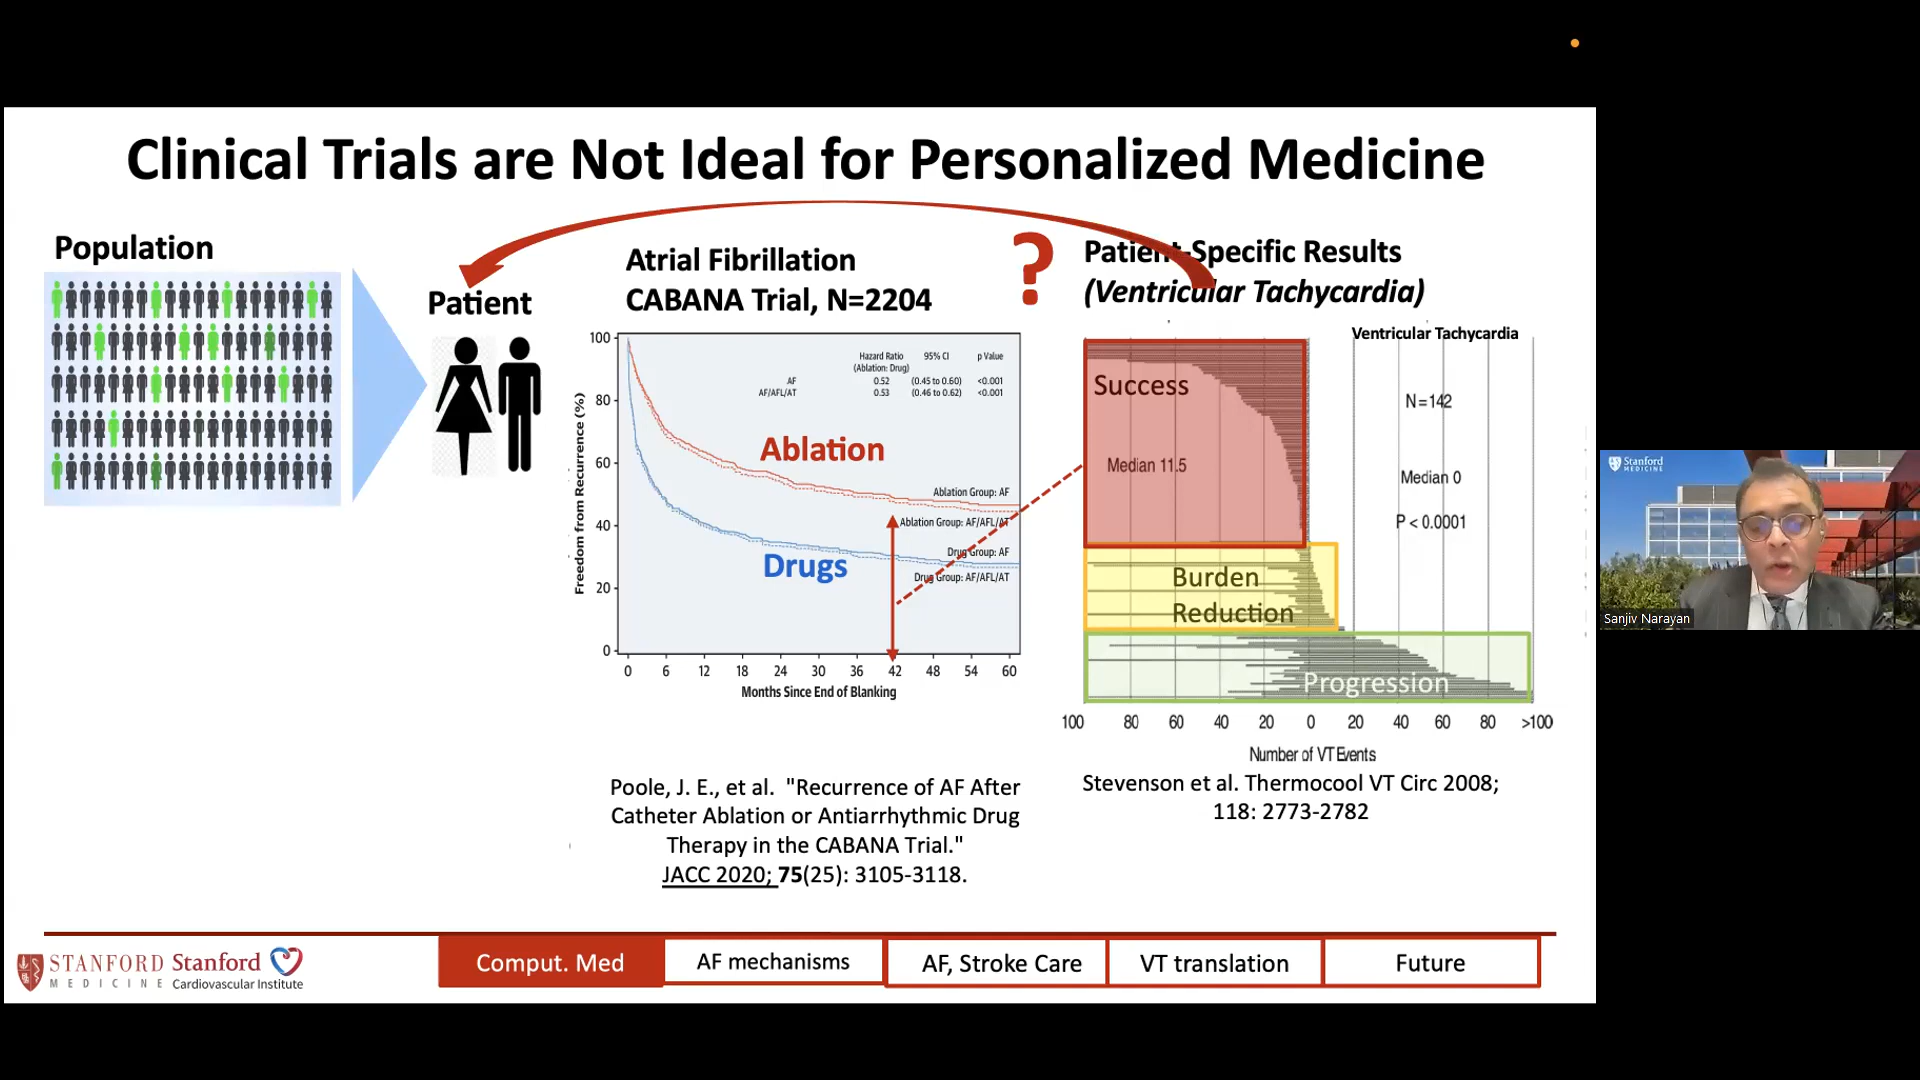 Clinical Trials are Not Ideal for Personalized Medicine
Population
Patient
Atrial Fibrillation
CABANA Trial, N=2204
?
Patient-Specific Results
(Ventricular Tachycardia)
Freedom from Recurrence (%)
100
80
60
40
20
0
Hazard Ratio 95% CI p Value
(Ablation: Drug)
AF 0.52 (0.45 to 0.60) <0.001
AF/AFL/AT 0.53 (0.46 to 0.62) <0.001
Ablation
Ablation Group: AF
Ablation Group: AF/AFL/AT
Drugs
Drug Group: AF
Drug Group: AF/AFL/AT
0 6 12 18 24 30 36 42 48 54 60
Months Since End of Blanking
Ventricular Tachycardia
Success
N=142
Median 11.5
Median 0
P < 0.0001
Burden
Reduction
Progression
100 80 60 40 20 0 20 40 60 80 >100
Number of VT Events
Poole, J. E., et al. "Recurrence of AF After
Catheter Ablation or Antiarrhythmic Drug
Therapy in the CABANA Trial."
JACC 2020; 75(25): 3105-3118.
Stevenson et al. Thermocool VT Circ 2008;
118: 2773-2782
STANFORD
MEDICINE
Stanford
Cardiovascular Institute
Comput. Med
AF mechanisms
AF, Stroke Care
VT translation
Future
Stanford
MEDICINE
Sanjiv Narayan